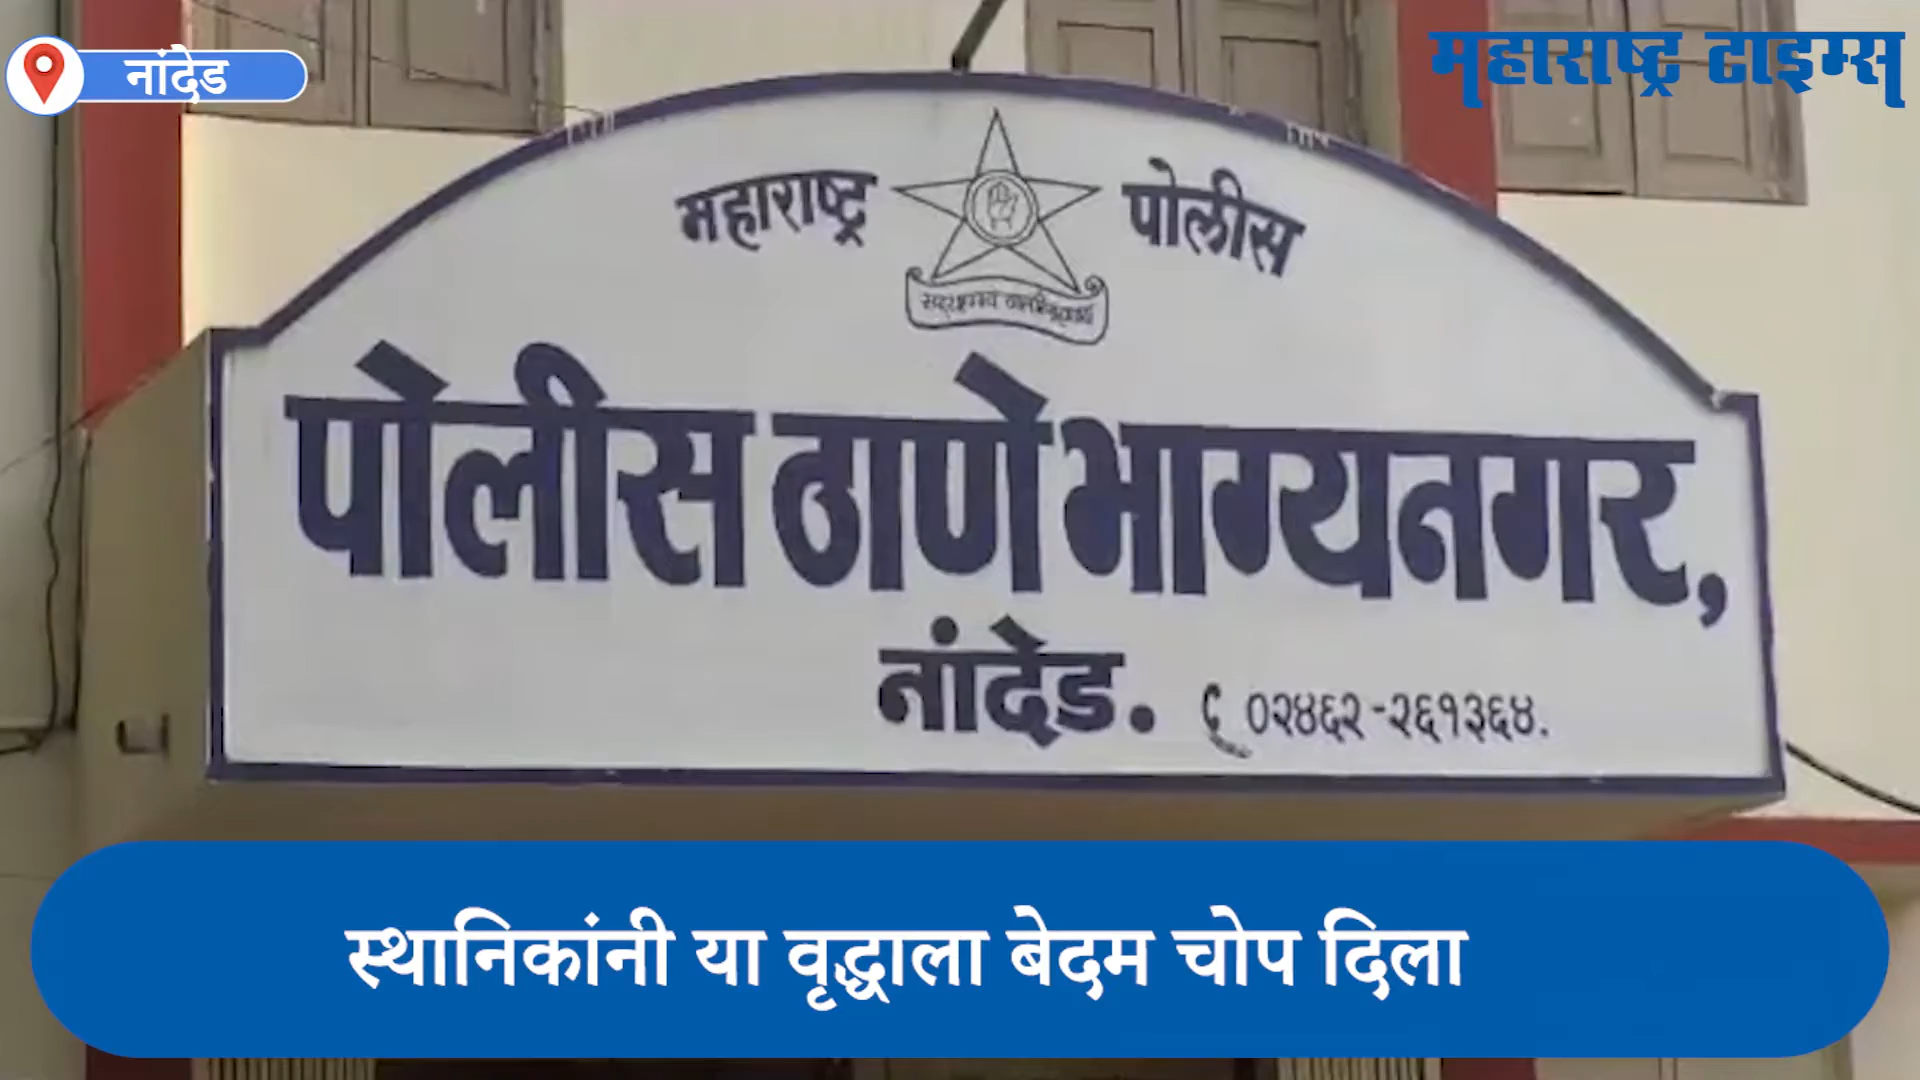 नांदेड
महाराष्ट्र टाइम्स
महाराष्ट्र पोलीस
पोलीस ठाणे भाग्यनगर,
नांदेड. ०२४६२-२६१३६४.
स्थानिकांनी या वृद्धाला बेदम चोप दिला